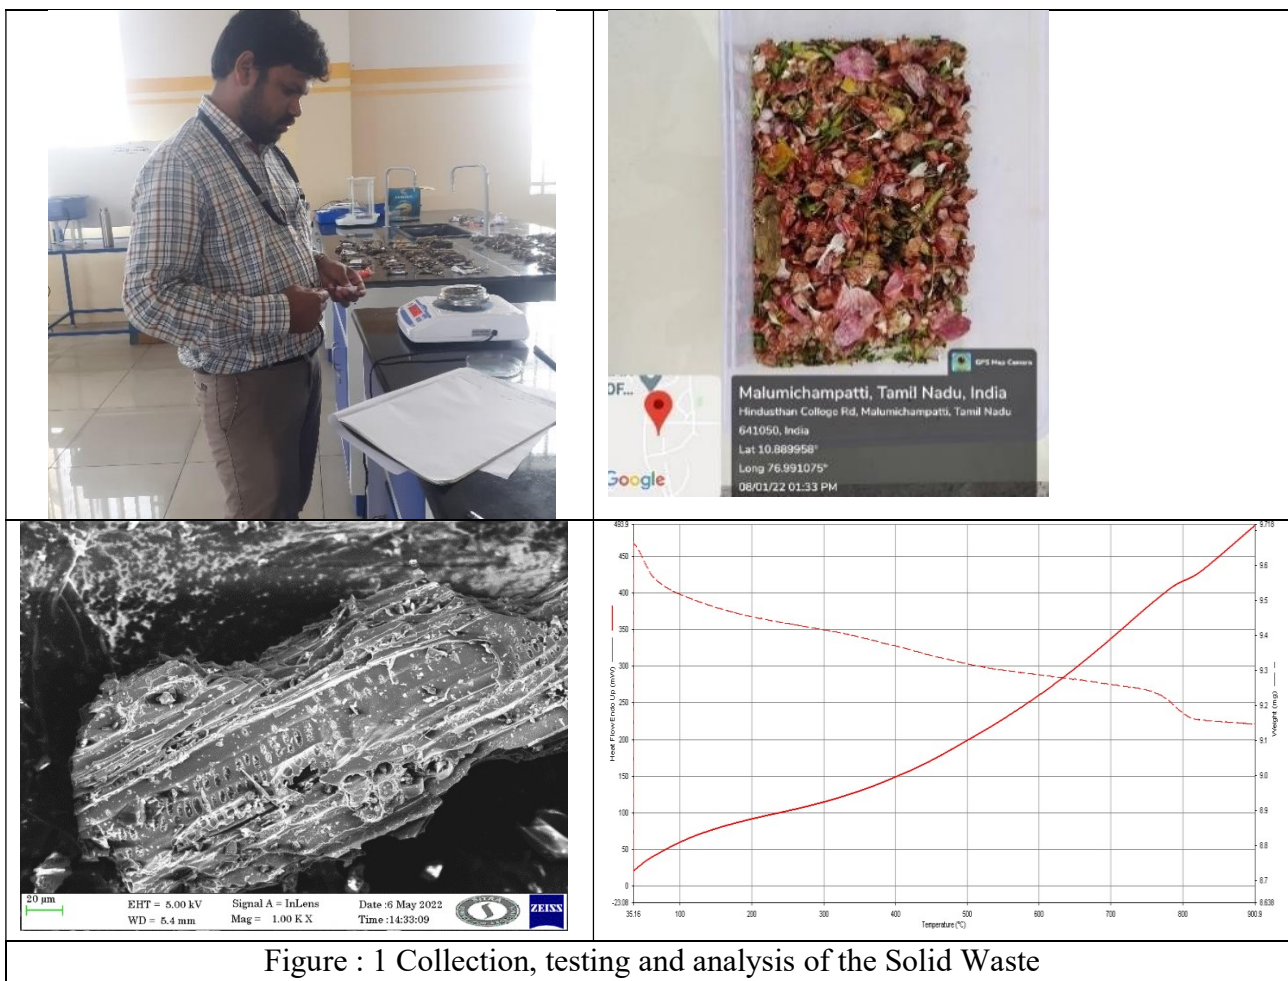 GPS Map Camera
OF...
Google
Malumichampatti, Tamil Nadu, India
Hindusthan College Rd, Malumichampatti, Tamil Nadu
641050, India
Lat 10.889958°
Long 76.991075°
08/01/22 01:33 PM
20 µm
EHT = 5.00 kV
WD = 5.4 mm
Signal A = InLens
Mag = 1.00 K X
Date :6 May 2022
Time :14:33:09
ZEISS
493.9
450
400
350
300
250
200
150
100
50
0
-23.08
Heat Flow Endo Up (mW)
9.718
9.6
9.5
9.4
9.3
9.2
9.1
9.0
8.9
8.8
8.7
8.638
Weight (mg)
35.16
100
200
300
400
500
600
700
800
900.9
Temperature (°C)
Figure : 1 Collection, testing and analysis of the Solid Waste